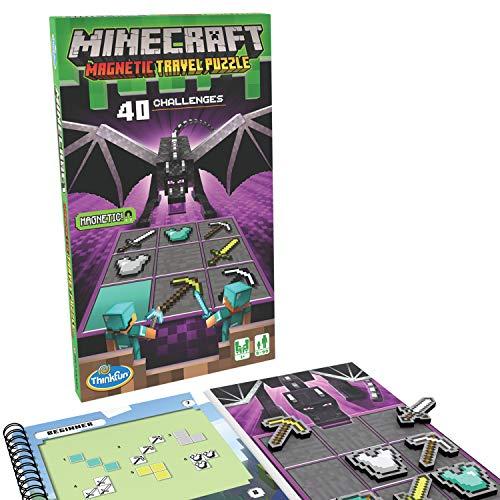 MINECRAFT
MAGNETIC TRAVEL PUZZLE
40 CHALLENGES
MAGNETIC!
ThinkFun
BEGINNER